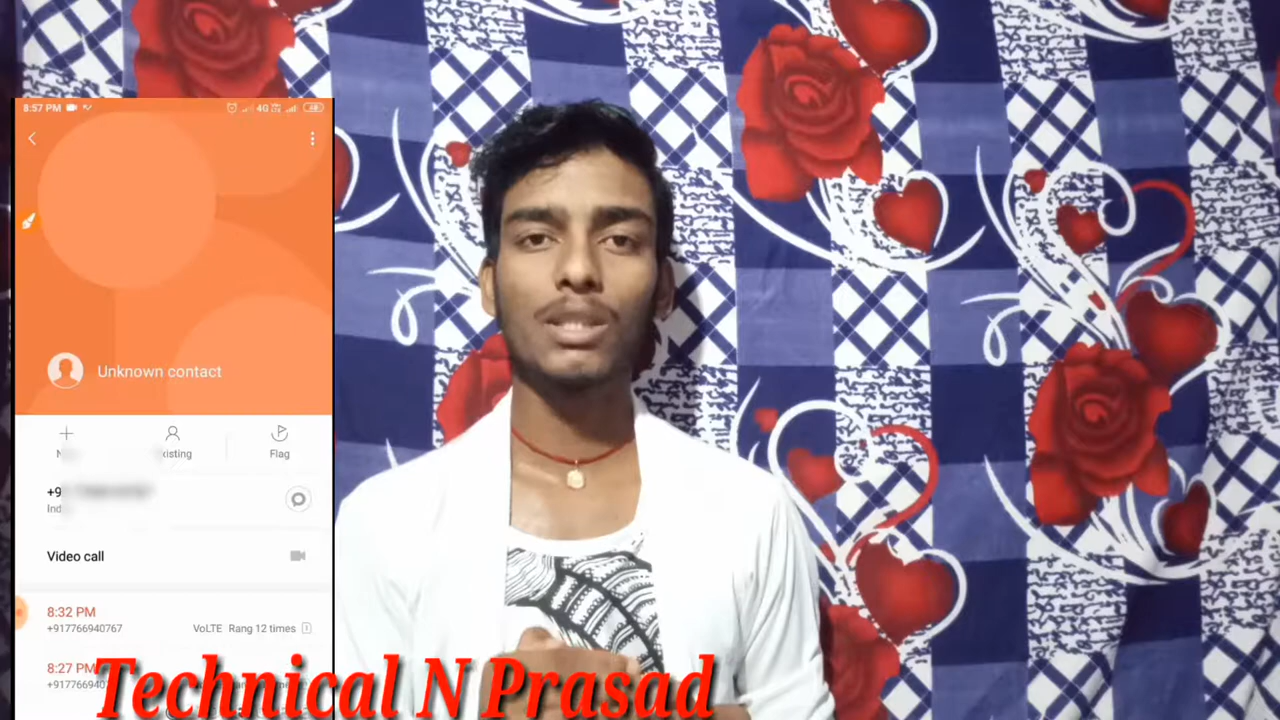 8:57 PM
4G
Unknown contact
Flag
Video call
8:32 PM
+917766940767 VoLTE Rang 12 times
8:27 PM
Technical N Prasad